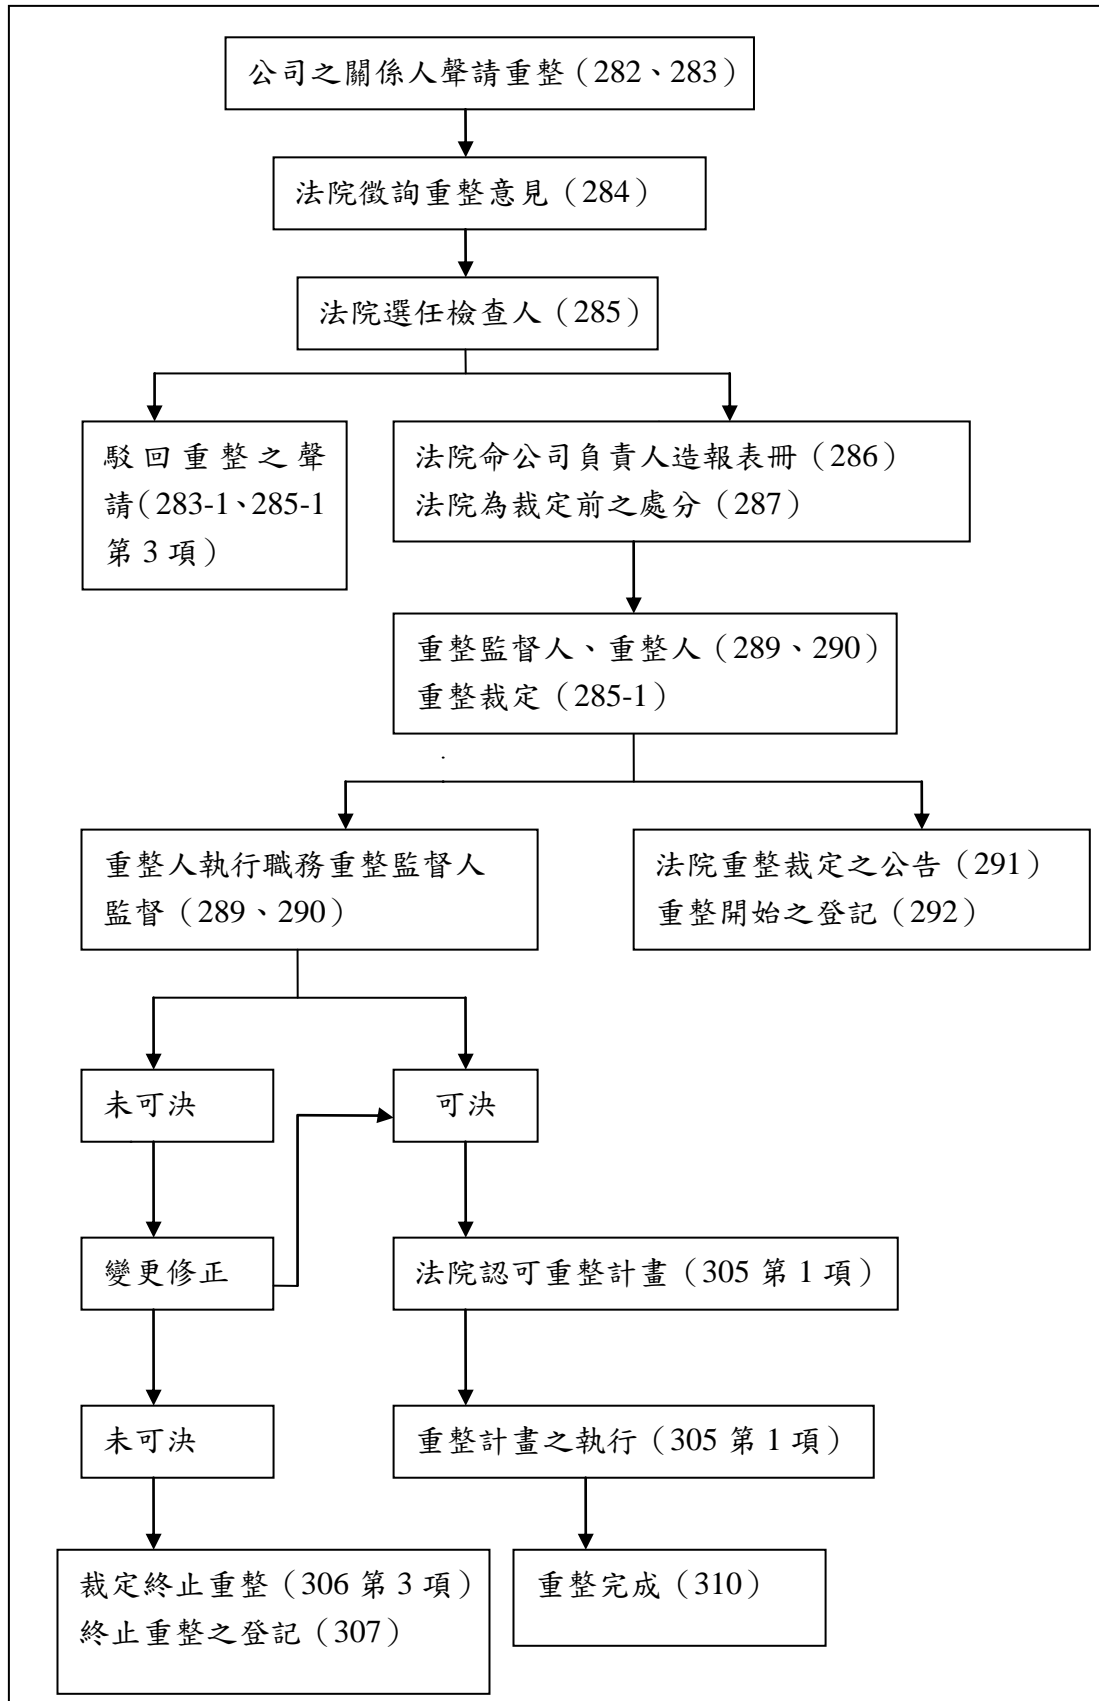 公司之關係人聲請重整（282、283）
法院徵詢重整意見（284）
法院選任檢查人（285）
駁回重整之聲
請（283-1、285-1
第 3 項）
法院命公司負責人造報表冊（286）
法院為裁定前之處分（287）
重整監督人、重整人（289、290）
重整裁定（285-1）
重整人執行職務重整監督人
監督（289、290）
法院重整裁定之公告（291）
重整開始之登記（292）
未可決
可決
變更修正
法院認可重整計畫（305 第 1 項）
未可決
重整計畫之執行（305 第 1 項）
裁定終止重整（306 第 3 項）
終止重整之登記（307）
重整完成（310）